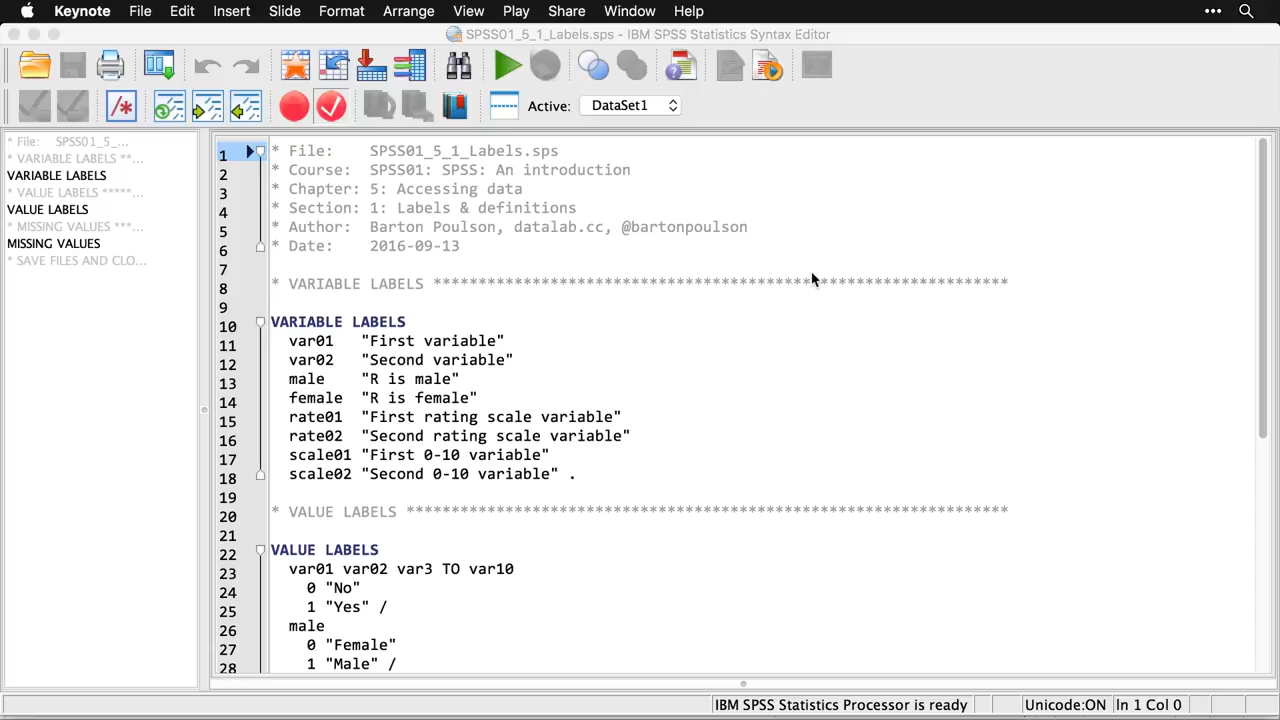 Keynote File Edit Insert Slide Format Arrange View Play Share Window Help
SPSS01_5_1_Labels.sps - IBM SPSS Statistics Syntax Editor
Active: DataSet1
* File: SPSS01_5_...
* VARIABLE LABELS **...
VARIABLE LABELS
* VALUE LABELS *****...
VALUE LABELS
* MISSING VALUES ***...
MISSING VALUES
* SAVE FILES AND CLO...
1 * File: SPSS01_5_1_Labels.sps
2 * Course: SPSS01: SPSS: An introduction
3 * Chapter: 5: Accessing data
4 * Section: 1: Labels & definitions
5 * Author: Barton Poulson, datalab.cc, @bartonpoulson
6 * Date: 2016-09-13
7
8 * VARIABLE LABELS ****************************************************************
9
10 VARIABLE LABELS
11 var01 "First variable"
12 var02 "Second variable"
13 male "R is male"
14 female "R is female"
15 rate01 "First rating scale variable"
16 rate02 "Second rating scale variable"
17 scale01 "First 0-10 variable"
18 scale02 "Second 0-10 variable" .
19
20 * VALUE LABELS *******************************************************************
21
22 VALUE LABELS
23 var01 var02 var3 TO var10
24 0 "No"
25 1 "Yes" /
26 male
27 0 "Female"
28 1 "Male" /
IBM SPSS Statistics Processor is ready Unicode:ON In 1 Col 0